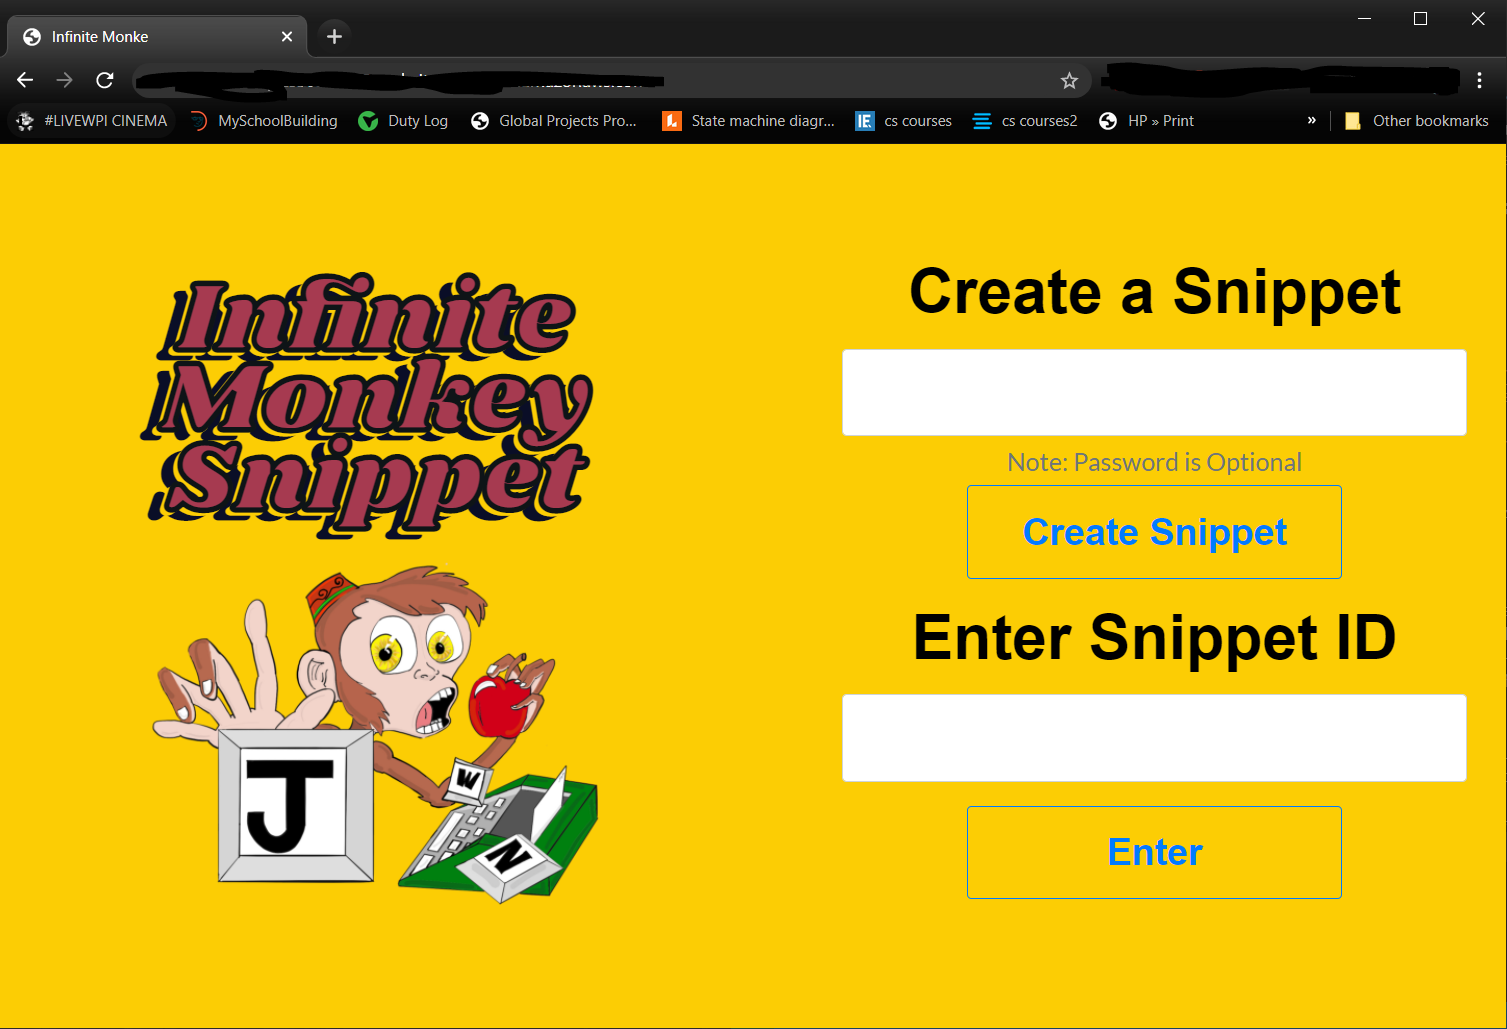 Infinite Monke
#LIVEWPI CINEMA
MySchoolBuilding
Duty Log
Global Projects Pro...
State machine diagr...
cs courses
cs courses2
HP » Print
»
Other bookmarks
Infinite
Monkey
Snippet
J
W
N
Create a Snippet
Note: Password is Optional
Create Snippet
Enter Snippet ID
Enter